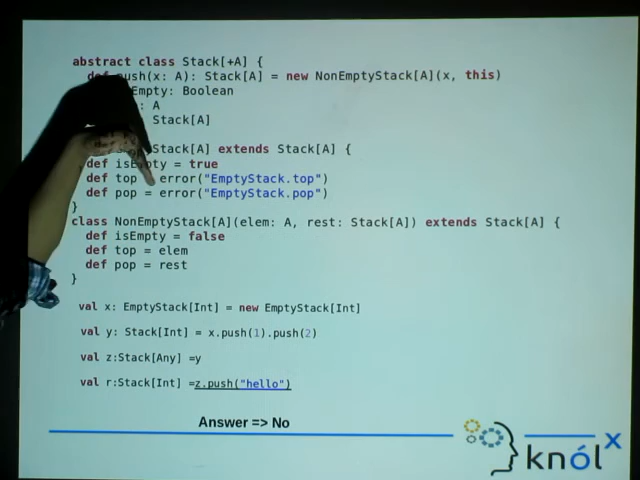 abstract class Stack[+A] {
def push(x: A): Stack[A] = new NonEmptyStack[A](x, this)
Empty: Boolean
: A
Stack[A]
Stack[A] extends Stack[A] {
def isEmpty = true
def top = error("EmptyStack.top")
def pop = error("EmptyStack.pop")
}
class NonEmptyStack[A](elem: A, rest: Stack[A]) extends Stack[A] {
def isEmpty = false
def top = elem
def pop = rest
}
val x: EmptyStack[Int] = new EmptyStack[Int]
val y: Stack[Int] = x.push(1).push(2)
val z:Stack[Any] =y
val r:Stack[Int] =z.push("hello")
Answer => No
knólx